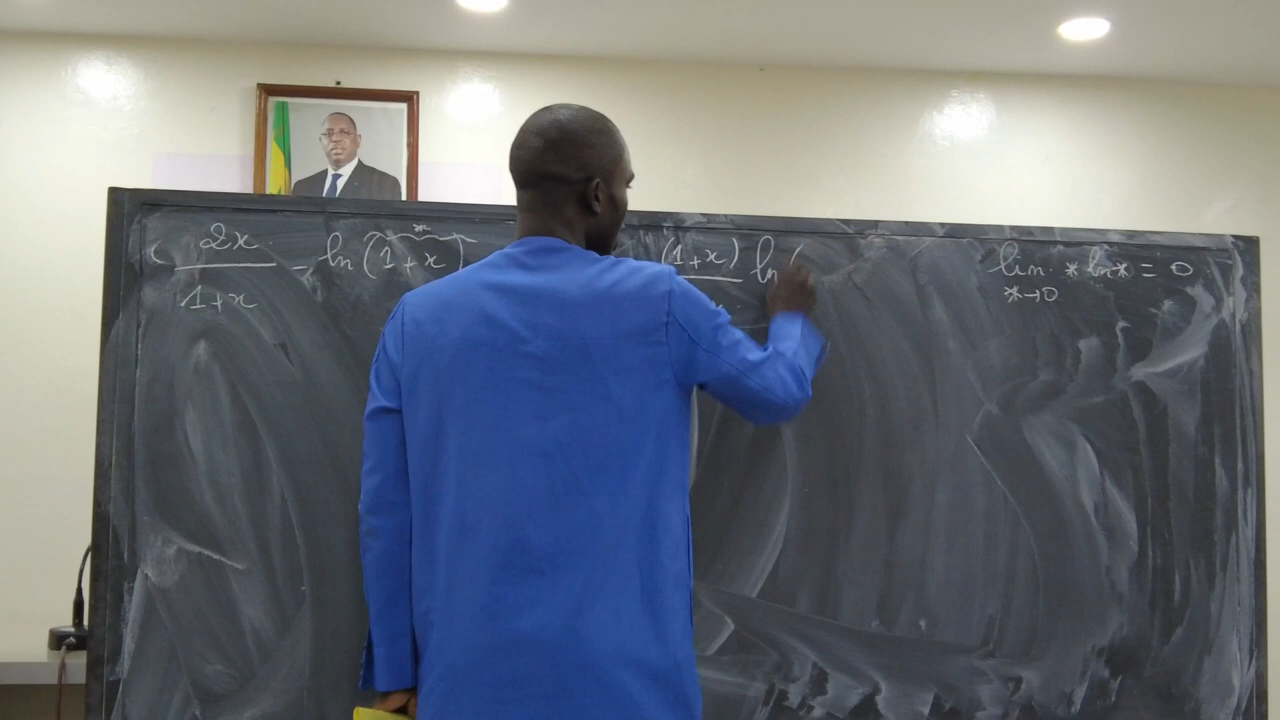 ( 2x/(1+x) - ln(1+x) * (1+x) ln(
lim * ln * = 0
*→0